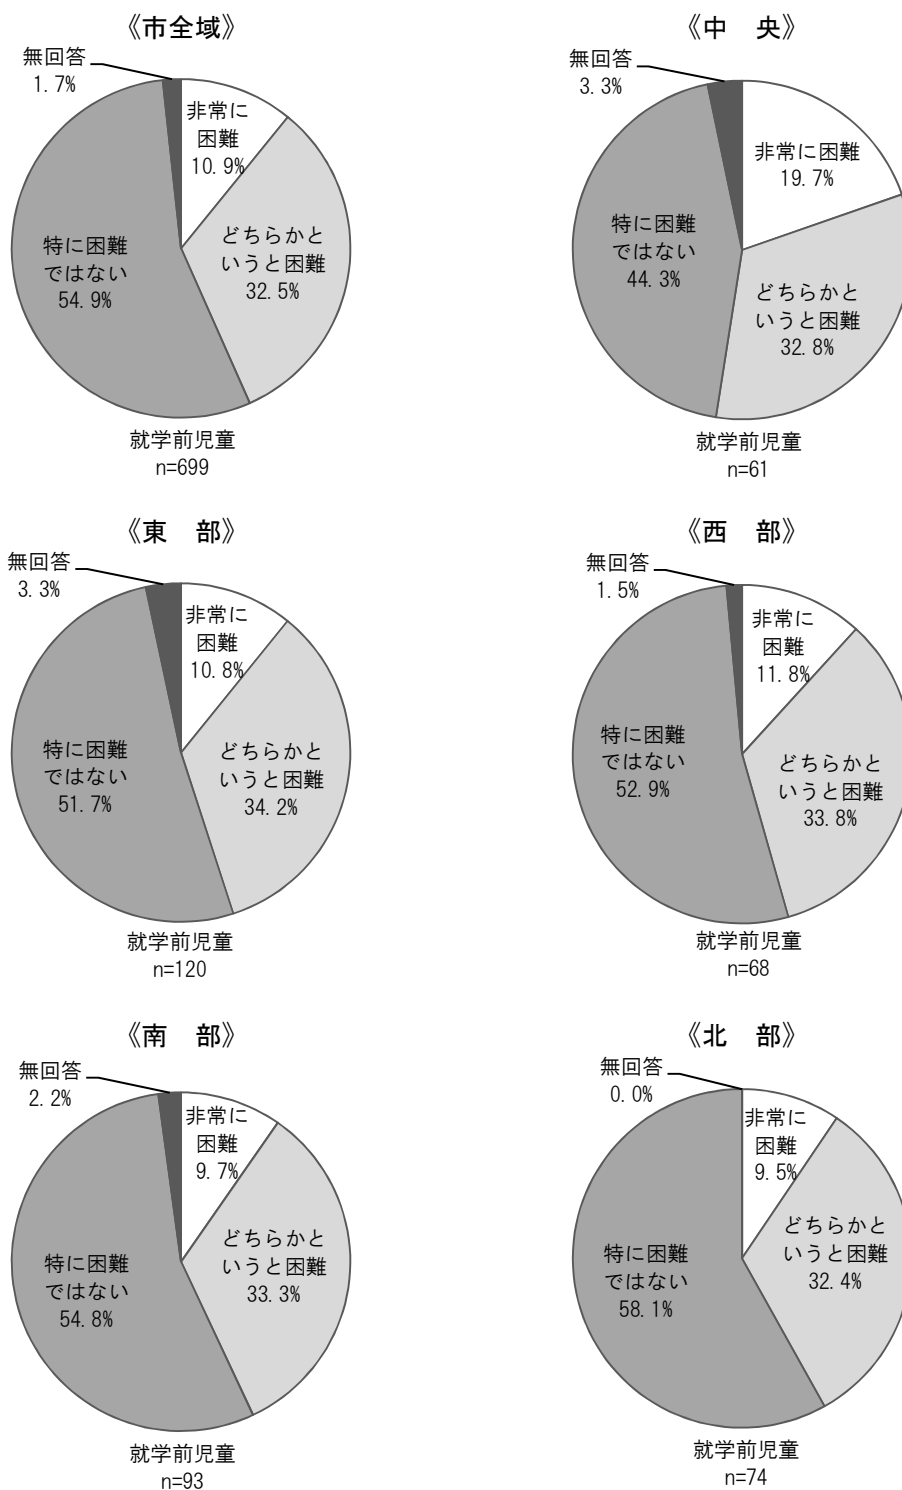 《市全域》
無回答
1.7%
非常に
困難
10.9%
どちらかと
いうと困難
32.5%
特に困難
ではない
54.9%
就学前児童
n=699
《中　央》
無回答
3.3%
非常に困難
19.7%
どちらかと
いうと困難
32.8%
特に困難
ではない
44.3%
就学前児童
n=61
《東　部》
無回答
3.3%
非常に
困難
10.8%
どちらかと
いうと困難
34.2%
特に困難
ではない
51.7%
就学前児童
n=120
《西　部》
無回答
1.5%
非常に
困難
11.8%
どちらかと
いうと困難
33.8%
特に困難
ではない
52.9%
就学前児童
n=68
《南　部》
無回答
2.2%
非常に
困難
9.7%
どちらかと
いうと困難
33.3%
特に困難
ではない
54.8%
就学前児童
n=93
《北　部》
無回答
0.0%
非常に
困難
9.5%
どちらかと
いうと困難
32.4%
特に困難
ではない
58.1%
就学前児童
n=74